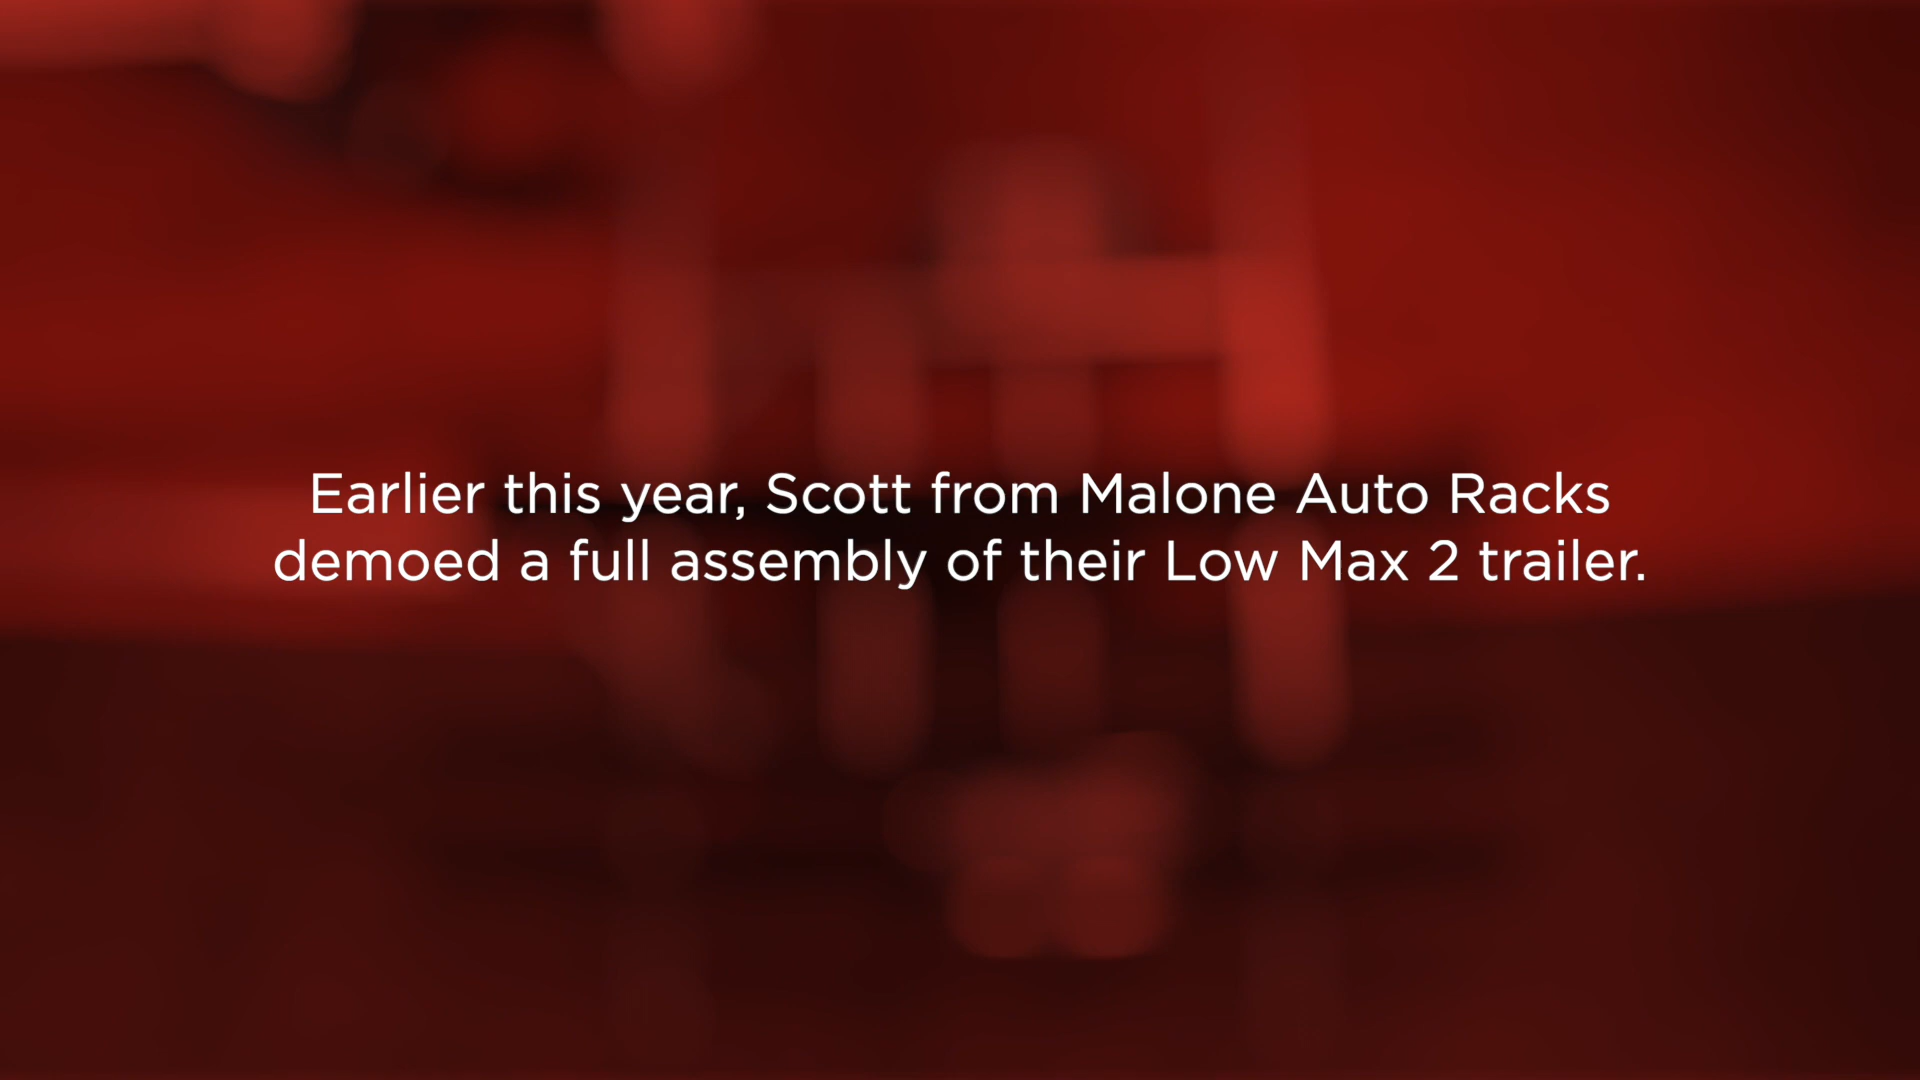 Earlier this year, Scott from Malone Auto Racks
demoed a full assembly of their Low Max 2 trailer.